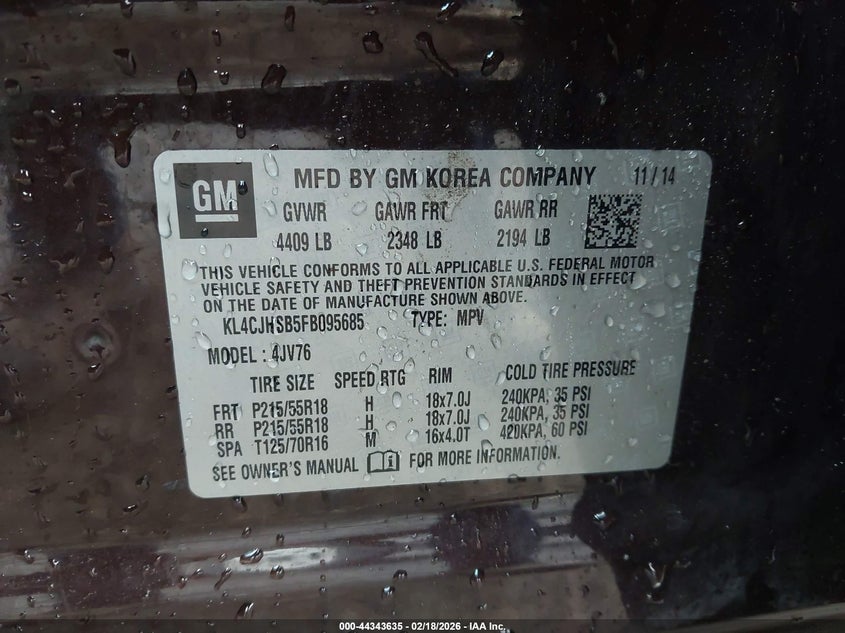 GM MFD BY GM KOREA COMPANY 11/14
GVWR GAWR FRT GAWR RR
4409 LB 2348 LB 2194 LB
THIS VEHICLE CONFORMS TO ALL APPLICABLE U.S. FEDERAL MOTOR
VEHICLE SAFETY AND THEFT PREVENTION STANDARDS IN EFFECT
ON THE DATE OF MANUFACTURE SHOWN ABOVE.
KL4CJHSB5FB095685 TYPE: MPV
MODEL : 4JV76
TIRE SIZE SPEED RTG RIM COLD TIRE PRESSURE
FRT P215/55R18 H 18x7.0J 240KPA, 35 PSI
RR P215/55R18 H 18x7.0J 240KPA, 35 PSI
SPA T125/70R16 M 16x4.0T 420KPA, 60 PSI
SEE OWNER'S MANUAL FOR MORE INFORMATION.
000-44343635 - 02/18/2026 - IAA Inc.